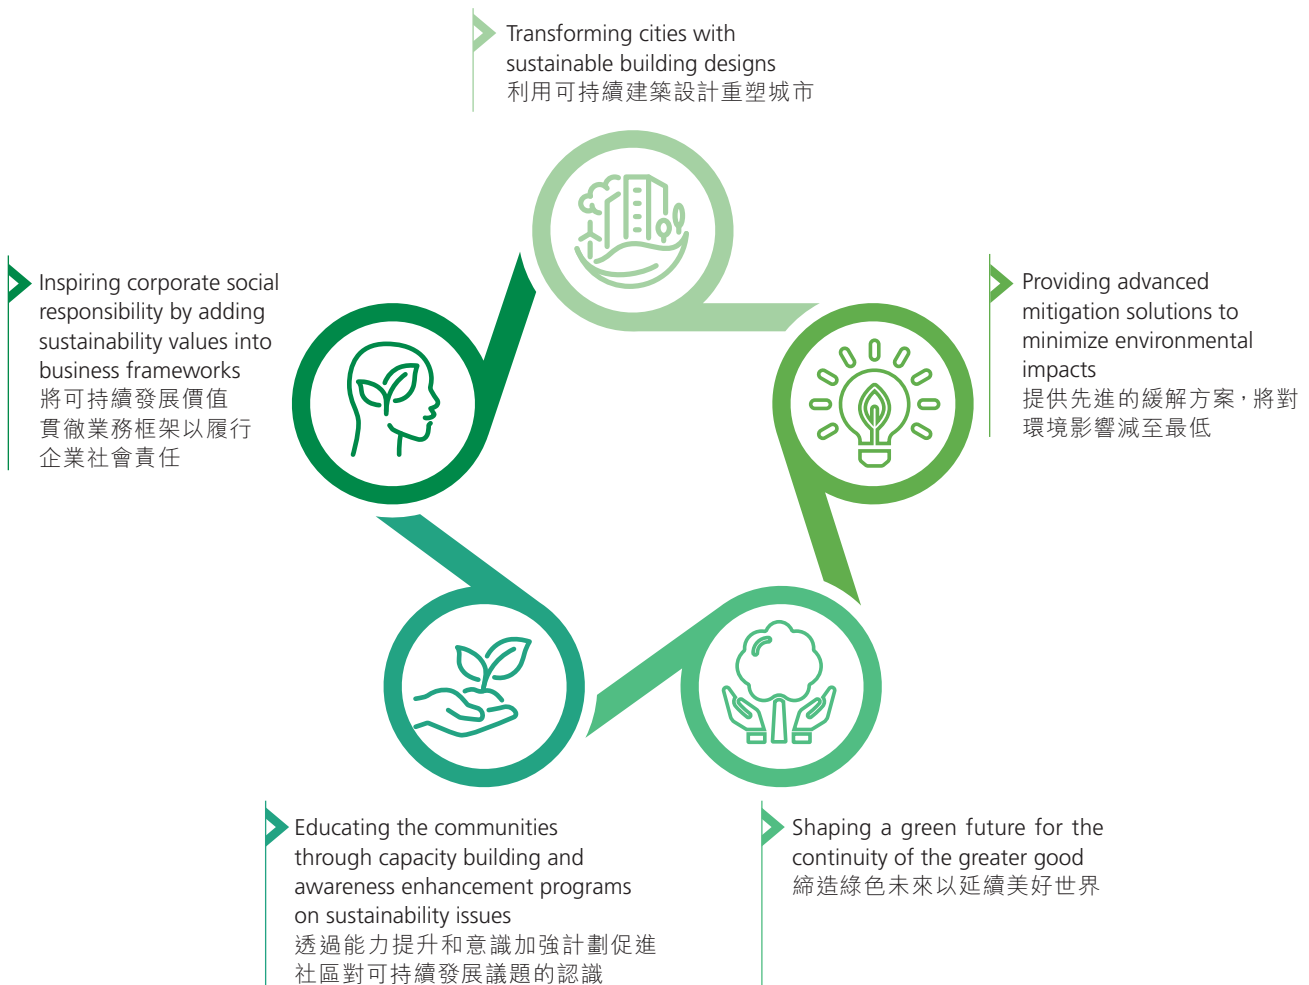 Transforming cities with
sustainable building designs
利用可持續建築設計重塑城市
Inspiring corporate social
responsibility by adding
sustainability values into
business frameworks
將可持續發展價值
貫徹業務框架以履行
企業社會責任
Providing advanced
mitigation solutions to
minimize environmental
impacts
提供先進的緩解方案，將對
環境影響減至最低
Educating the communities
through capacity building and
awareness enhancement programs
on sustainability issues
透過能力提升和意識加強計劃促進
社區對可持續發展議題的認識
Shaping a green future for the
continuity of the greater good
締造綠色未來以延續美好世界